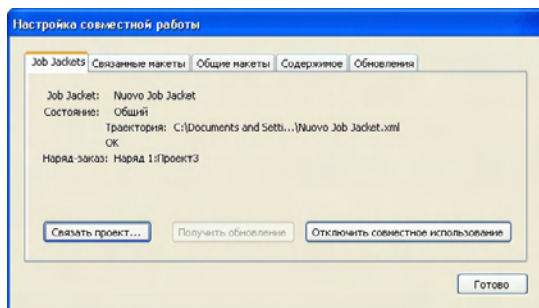 Настройка совместной работы
Job Jackets Связанные макеты Общие макеты Содержимое Обновления
Job Jacket: Nuovo Job Jacket
Состояние: Общий
Траектория: C:\Documents and Setti...\Nuovo Job Jacket.xml
ОК
Наряд-заказ: Наряд 1:Проект3
Связать проект... Получить обновление Отключить совместное использование
Готово